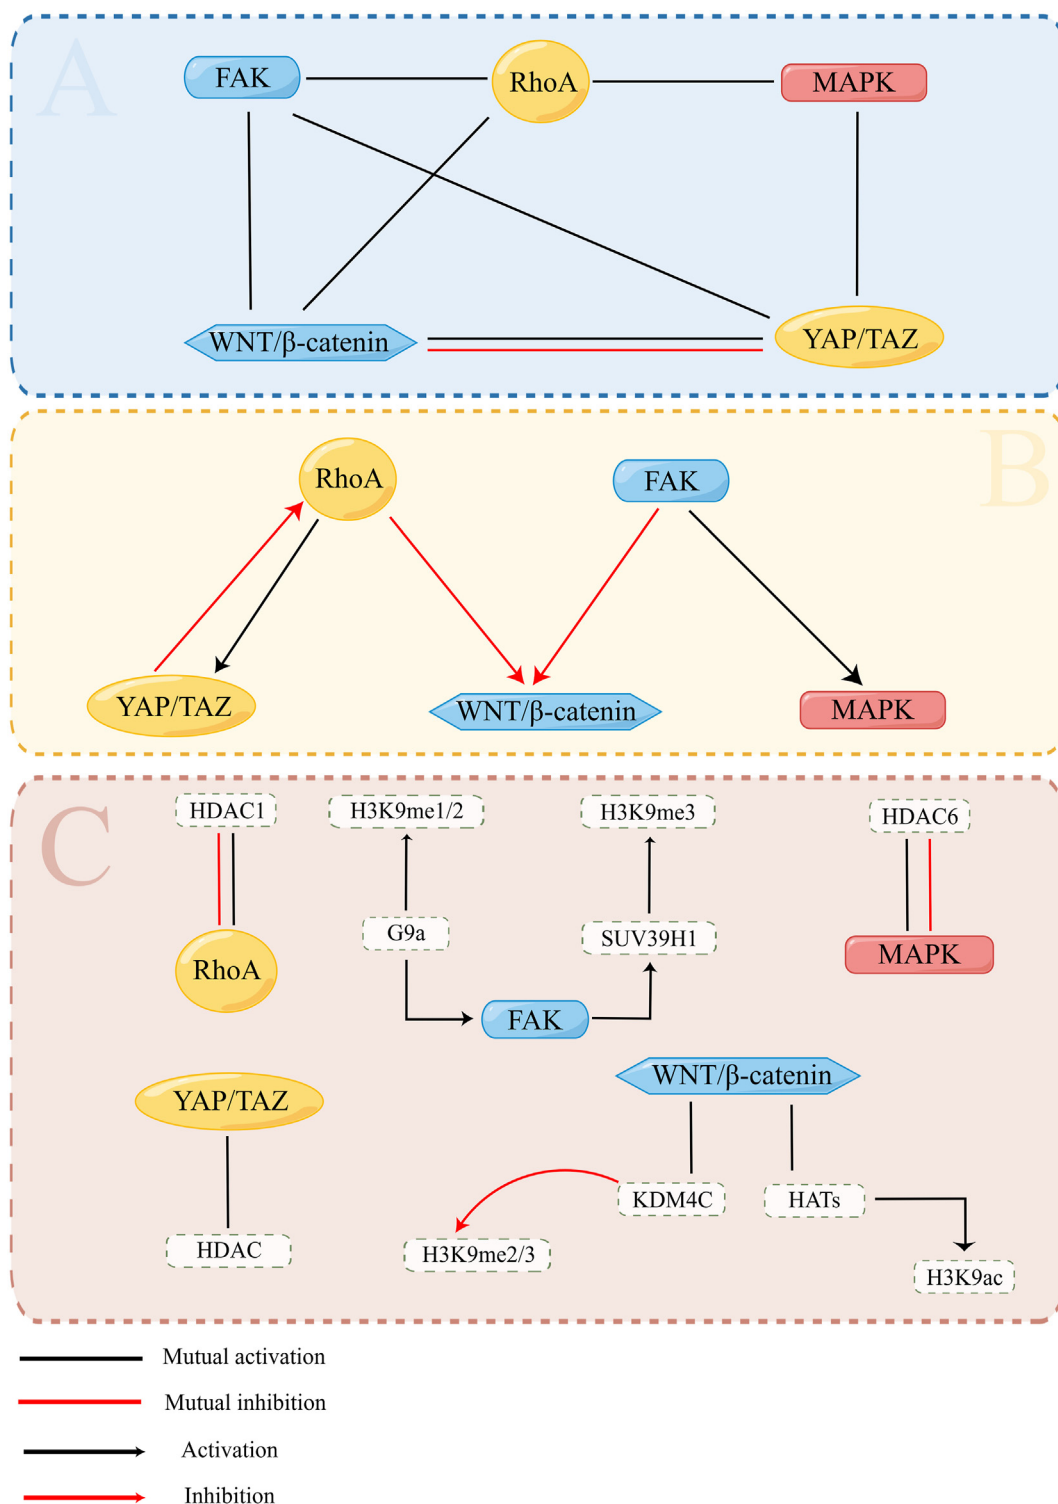 A
FAK
RhoA
MAPK
WNT/β-catenin
YAP/TAZ
B
RhoA
FAK
YAP/TAZ
WNT/β-catenin
MAPK
C
HDAC1
H3K9me1/2
H3K9me3
HDAC6
G9a
SUV39H1
RhoA
MAPK
FAK
WNT/β-catenin
YAP/TAZ
KDM4C
HATs
HDAC
H3K9me2/3
H3K9ac
Mutual activation
Mutual inhibition
Activation
Inhibition